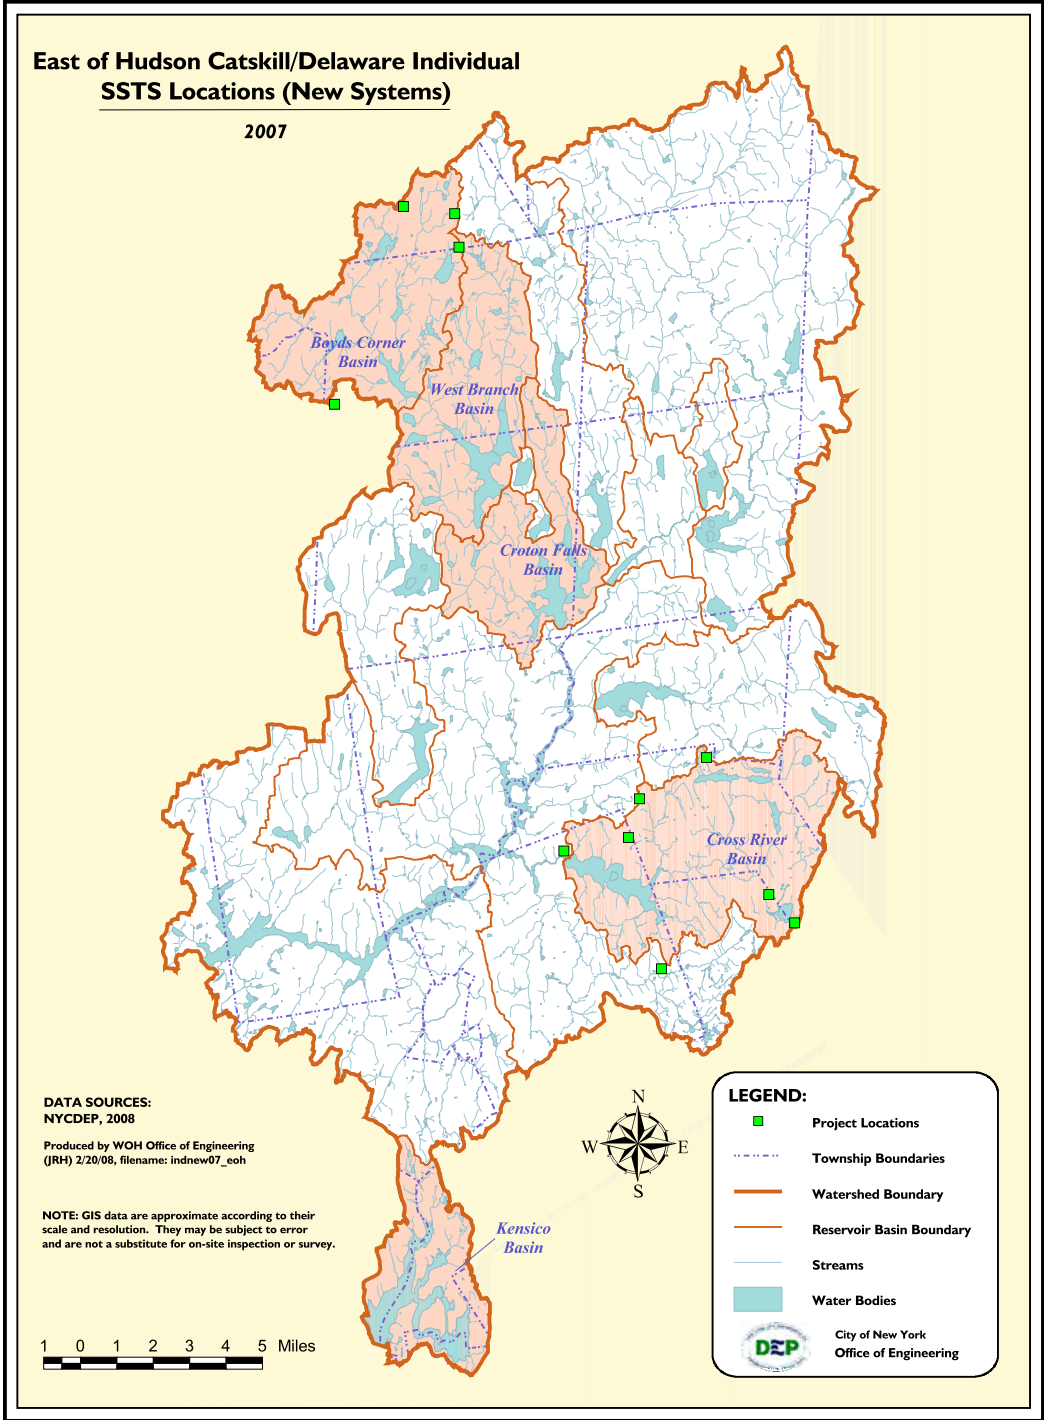 East of Hudson Catskill/Delaware Individual
SSTS Locations (New Systems)
2007
Boyds Corner
Basin
West Branch
Basin
Croton Falls
Basin
Cross River
Basin
Kensico
Basin
DATA SOURCES:
NYCDEP, 2008
Produced by WOH Office of Engineering
(JRH) 2/20/08, filename: indnew07_eoh
NOTE: GIS data are approximate according to their
scale and resolution. They may be subject to error
and are not a substitute for on-site inspection or survey.
1 0 1 2 3 4 5 Miles
N
W E
S
LEGEND:
Project Locations
Township Boundaries
Watershed Boundary
Reservoir Basin Boundary
Streams
Water Bodies
DEP
City of New York
Office of Engineering